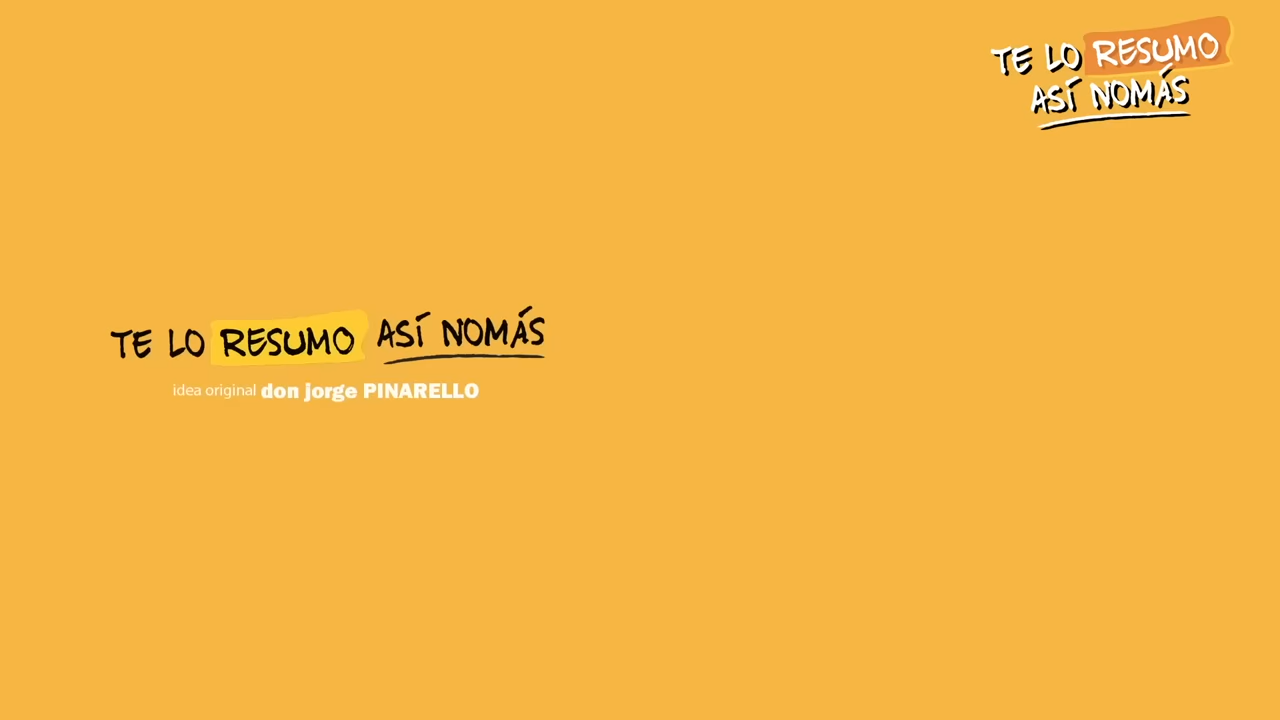 TE LO RESUMO
ASÍ NOMÁS
TE LO RESUMO ASÍ NOMÁS
idea original don Jorge PINARELLO